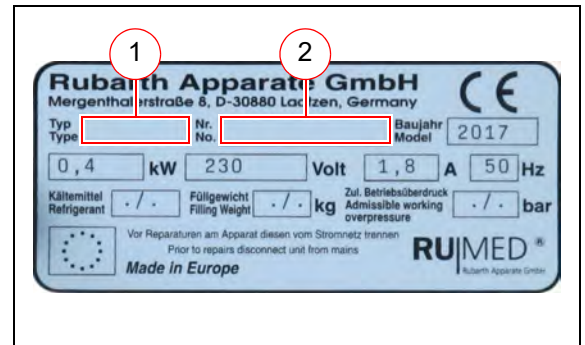 1 2
Rubarth Apparate GmbH
Mergenthalerstraße 8, D-30880 Laatzen, Germany
Typ Nr. Baujahr
Type No. Model 2017
0,4 kW 230 Volt 1,8 A 50 Hz
Kältemittel Füllgewicht Zul. Betriebsüberdruck
Refrigerant ./. Filling Weight ./. kg Admissible working ./. bar
overpressure
Vor Reparaturen am Apparat diesen vom Stromnetz trennen
Prior to repairs disconnect unit from mains
Made in Europe
RUMED ®
Rubarth Apparate GmbH